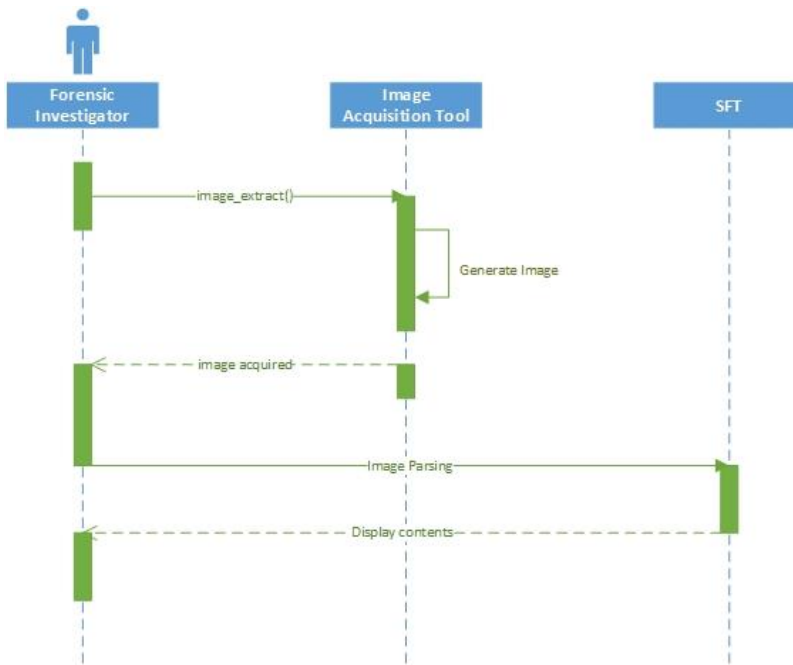 Forensic
Investigator
Image
Acquisition Tool
SFT
image_extract()
Generate Image
image acquired
Image Parsing
Display contents